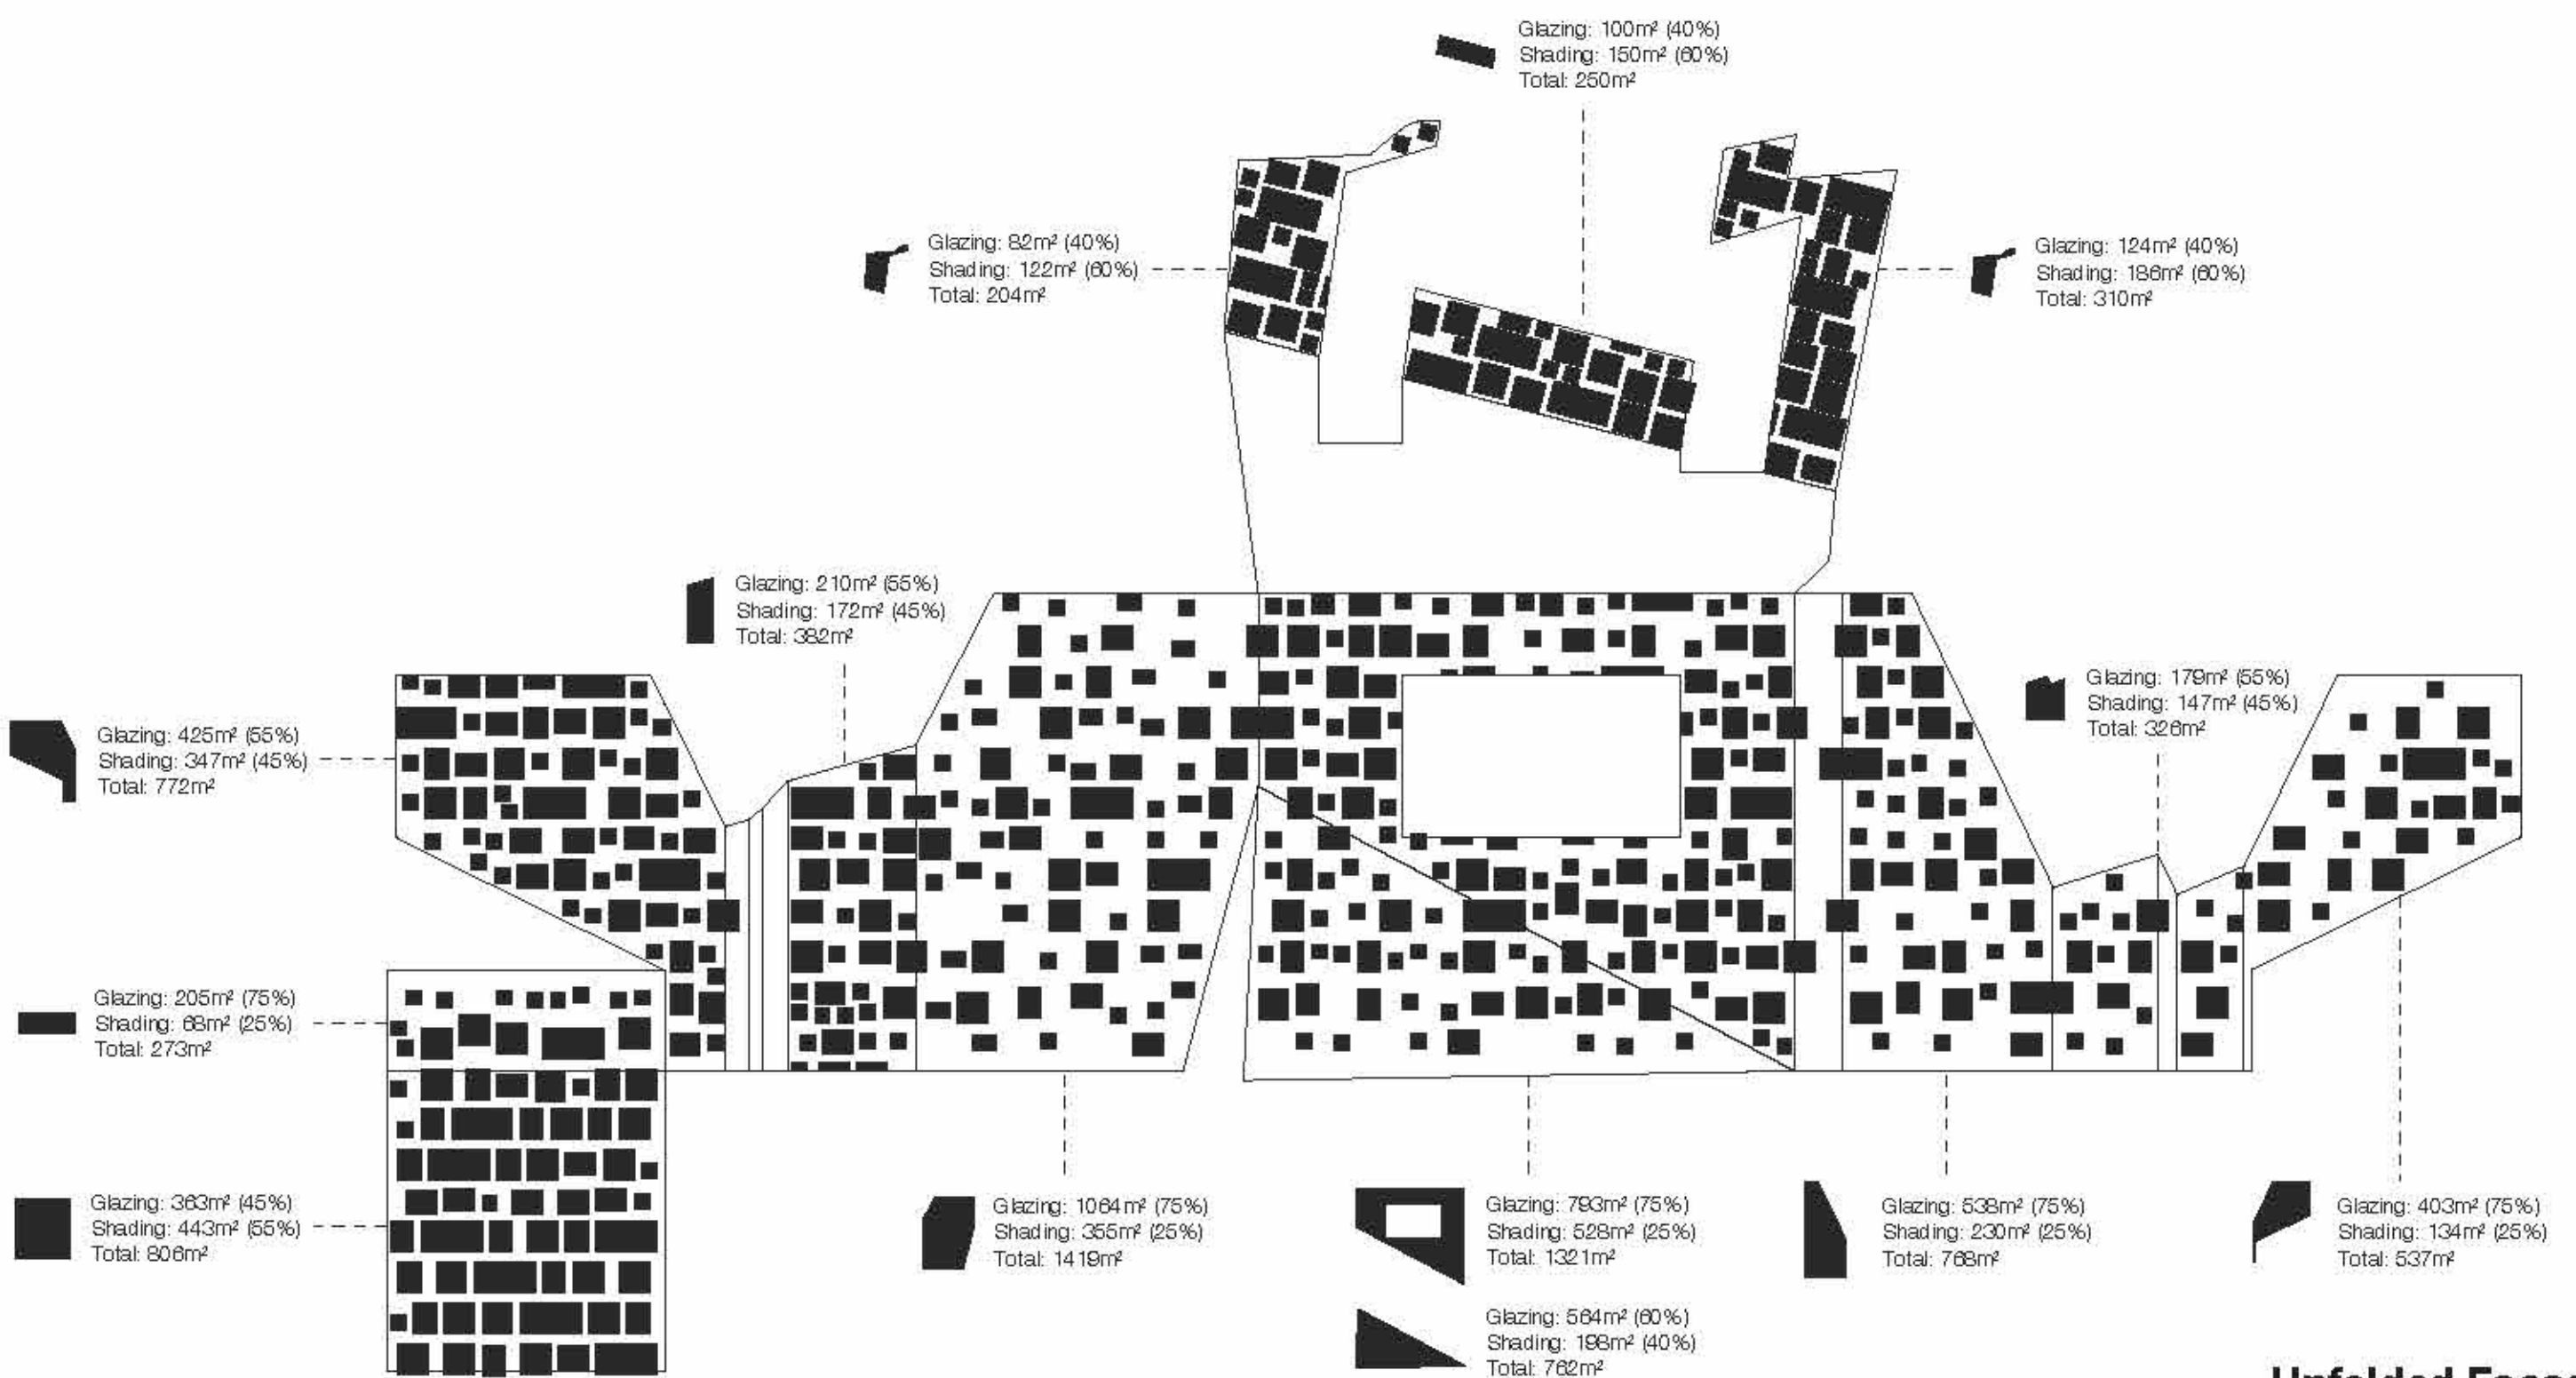 Glazing: 100m² (40%)
Shading: 150m² (60%)
Total: 250m²
Glazing: 82m² (40%)
Shading: 122m² (60%)
Total: 204m²
Glazing: 124m² (40%)
Shading: 186m² (60%)
Total: 310m²
Glazing: 210m² (55%)
Shading: 172m² (45%)
Total: 382m²
Glazing: 179m² (55%)
Shading: 147m² (45%)
Total: 326m²
Glazing: 425m² (55%)
Shading: 347m² (45%)
Total: 772m²
Glazing: 205m² (75%)
Shading: 68m² (25%)
Total: 273m²
Glazing: 363m² (45%)
Shading: 443m² (55%)
Total: 806m²
Glazing: 1064m² (75%)
Shading: 355m² (25%)
Total: 1419m²
Glazing: 793m² (75%)
Shading: 528m² (25%)
Total: 1321m²
Glazing: 538m² (75%)
Shading: 230m² (25%)
Total: 768m²
Glazing: 403m² (75%)
Shading: 134m² (25%)
Total: 537m²
Glazing: 564m² (60%)
Shading: 198m² (40%)
Total: 762m²